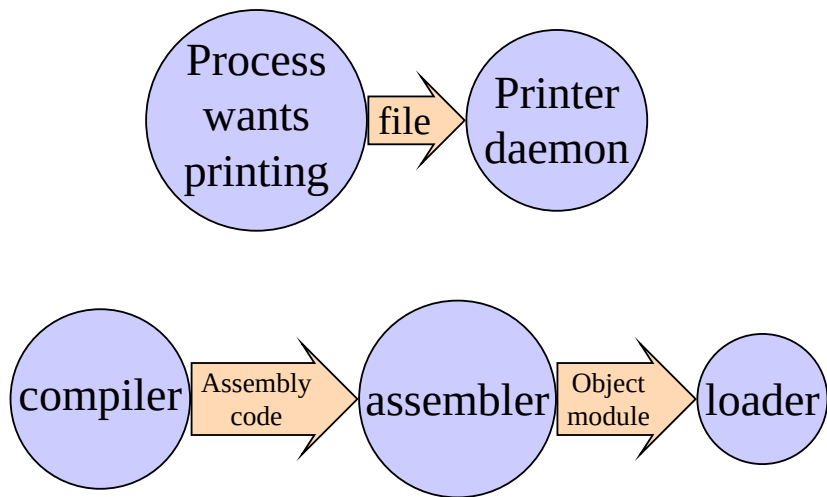 Process
wants
printing
file
Printer
daemon
compiler
Assembly
code
assembler
Object
module
loader